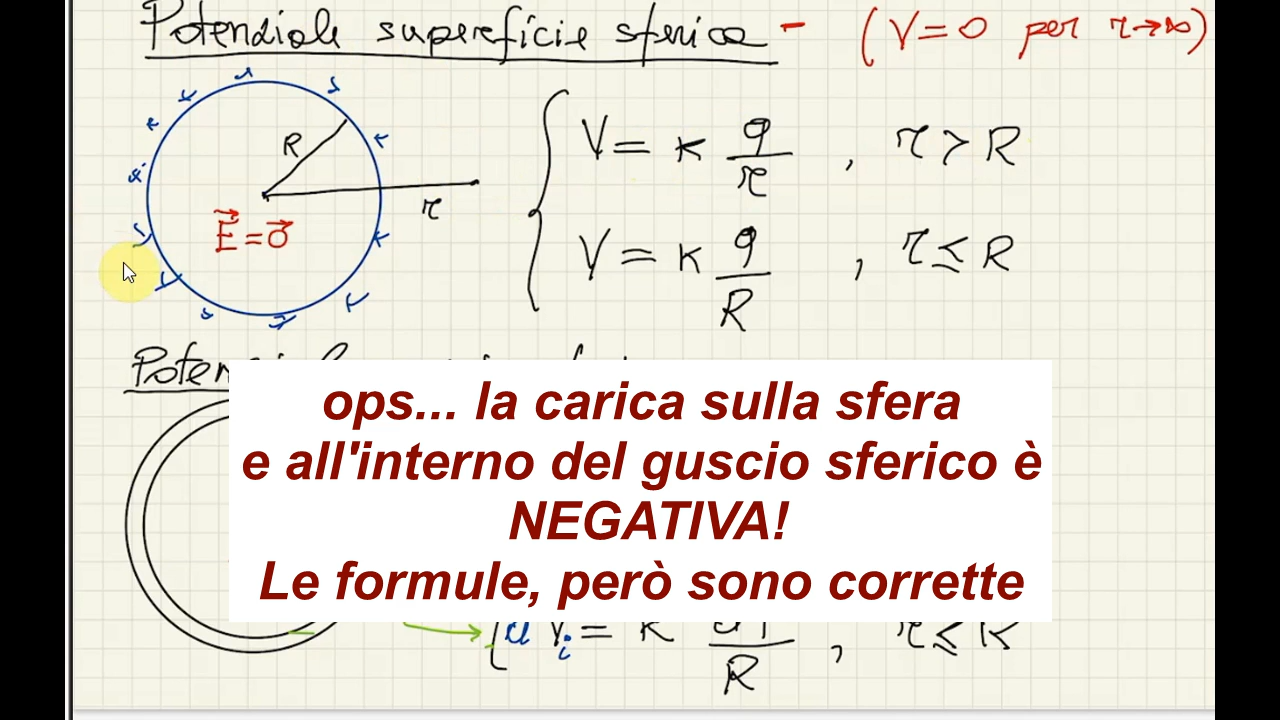 Potenziale superficie sferica - (V=0 per r→∞)
R
r
E⃗=0⃗
V= K q/r , r>R
V= K q/R , r≤R
ops... la carica sulla sfera
e all'interno del guscio sferico è
NEGATIVA!
Le formule, però sono corrette
d Vi = K /R , r≤R